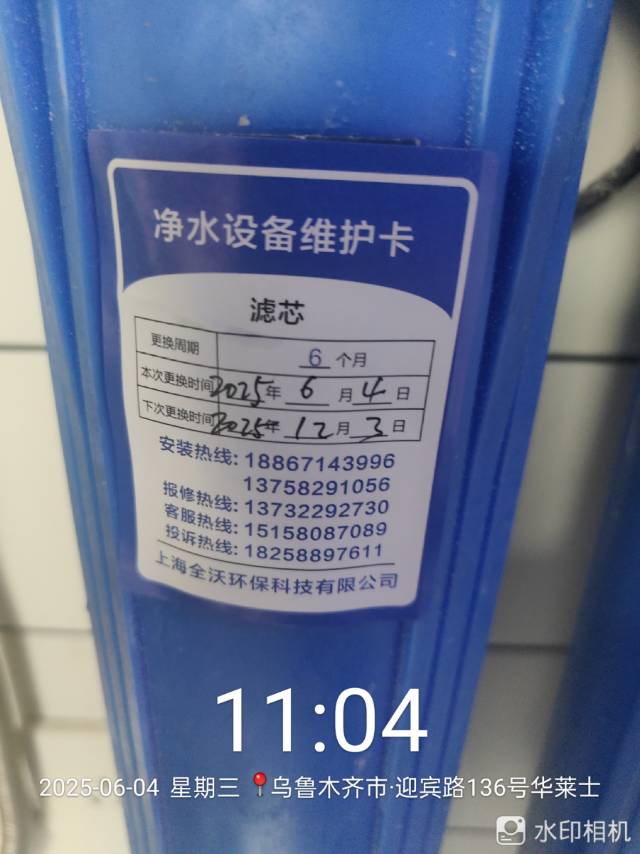 净水设备维护卡
滤芯
更换周期 6 个月
本次更换时间 2025年 6 月 4 日
下次更换时间 2025年 12月 3 日
安装热线: 18867143996
13758291056
报修热线: 13732292730
客服热线: 15158087089
投诉热线: 18258897611
上海全沃环保科技有限公司
11:04
2025-06-04 星期三 📍乌鲁木齐市·迎宾路136号华莱士
水印相机